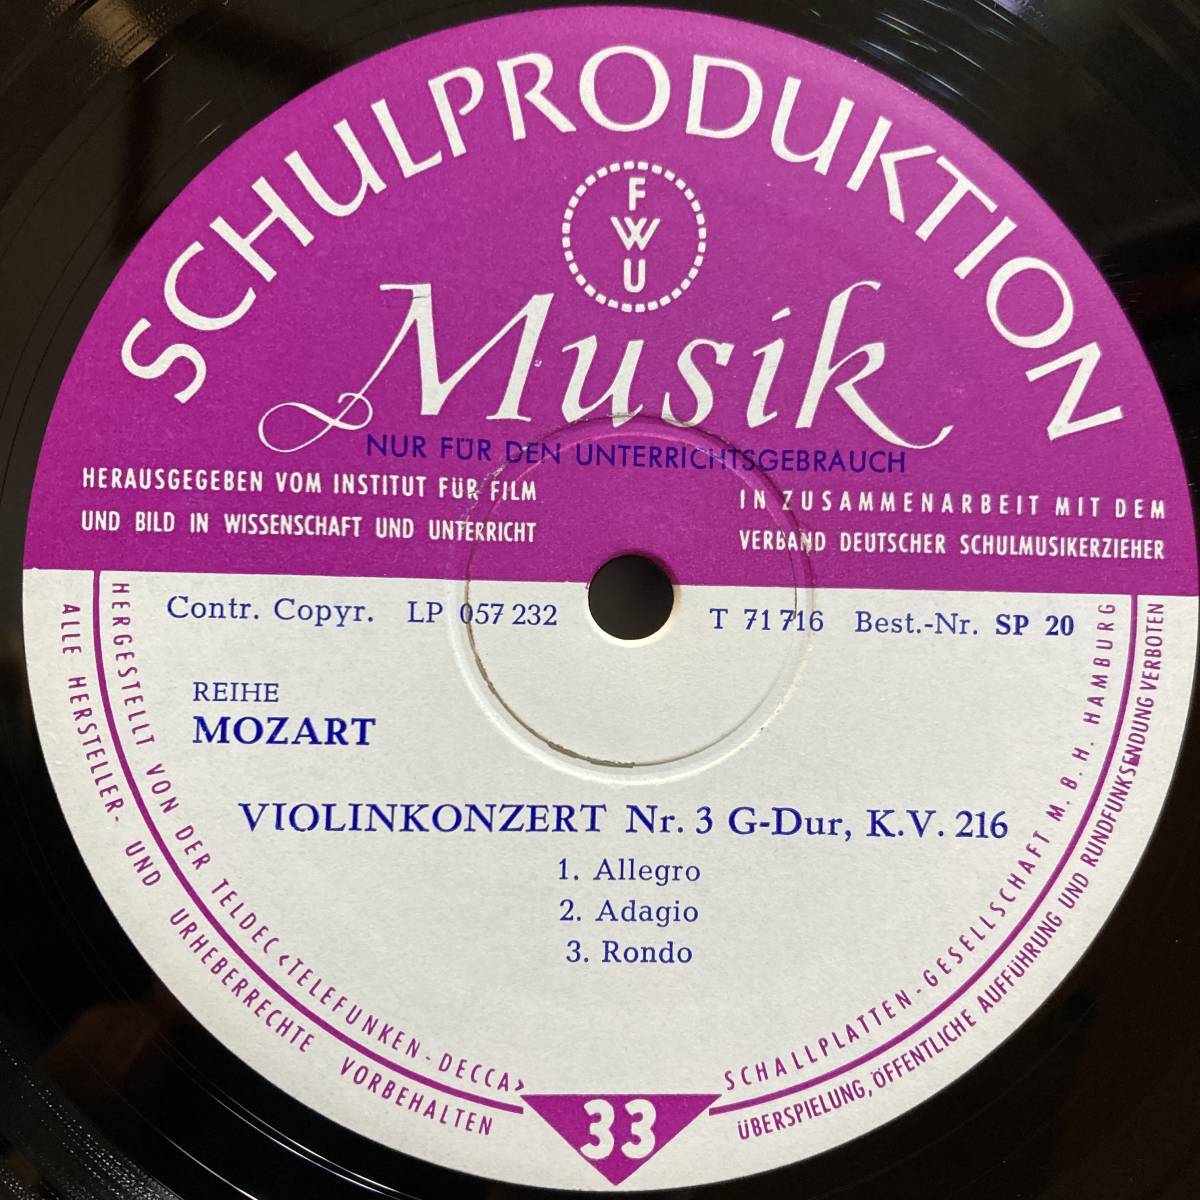 SCHULPRODUKTION
F
W
U
Musik
NUR FÜR DEN UNTERRICHTSGEBRAUCH
HERAUSGEGEBEN VOM INSTITUT FÜR FILM
UND BILD IN WISSENSCHAFT UND UNTERRICHT
IN ZUSAMMENARBEIT MIT DEM
VERBAND DEUTSCHER SCHULMUSIKERZIEHER
Contr. Copyr. LP 057 232
T 71 716 Best.-Nr. SP 20
REIHE
MOZART
VIOLINKONZERT Nr. 3 G-Dur, K.V. 216
1. Allegro
2. Adagio
3. Rondo
HERGESTELLT VON DER TELDEC ‹TELEFUNKEN-DECCA› SCHALLPLATTEN-GESELLSCHAFT M.B.H. HAMBURG
ALLE HERSTELLER- UND URHEBERRECHTE VORBEHALTEN
ÜBERSPIELUNG, ÖFFENTLICHE AUFFÜHRUNG UND RUNDFUNKSENDUNG VERBOTEN
33